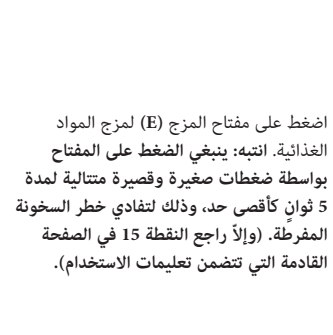 اضغط على مفتاح المزج (E) لمزج المواد
الغذائية. انتبه: ينبغي الضغط على المفتاح
بواسطة ضغطات صغيرة وقصيرة متتالية لمدة
5 ثوانٍ كأقصى حد، وذلك لتفادي خطر السخونة
المفرطة. (وإلاّ راجع النقطة 15 في الصفحة
القادمة التي تتضمن تعليمات الاستخدام).